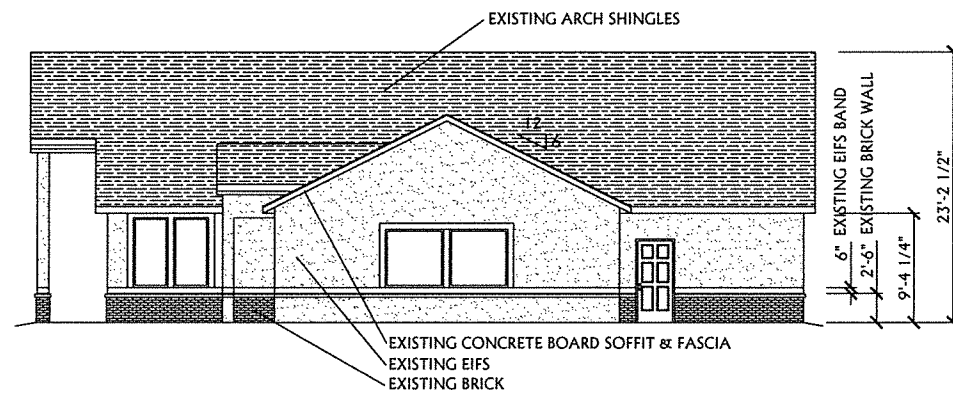 EXISTING ARCH SHINGLES
12
6
6" EXISTING EIFS BAND
2'-6" EXISTING BRICK WALL
9'-4 1/4"
23'-2 1/2"
EXISTING CONCRETE BOARD SOFFIT & FASCIA
EXISTING EIFS
EXISTING BRICK